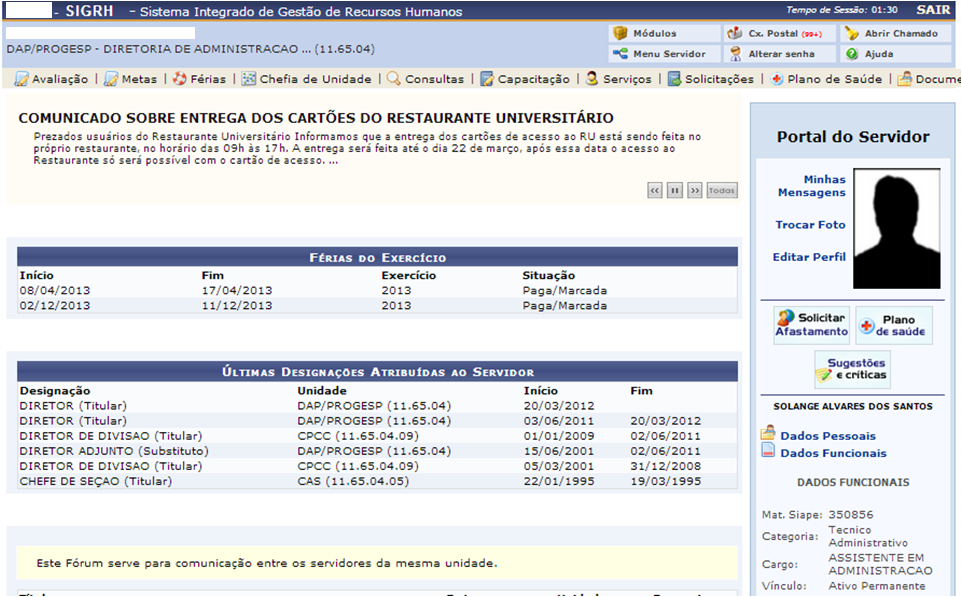 - SIGRH - Sistema Integrado de Gestão de Recursos Humanos
Tempo de Sessão: 01:30 SAIR
DAP/PROGESP - DIRETORIA DE ADMINISTRACAO ... (11.65.04)
Módulos
Cx. Postal (99+)
Abrir Chamado
Menu Servidor
Alterar senha
Ajuda
Avaliação | Metas | Férias | Chefia de Unidade | Consultas | Capacitação | Serviços | Solicitações | Plano de Saúde | Docume
COMUNICADO SOBRE ENTREGA DOS CARTÕES DO RESTAURANTE UNIVERSITÁRIO
Prezados usuários do Restaurante Universitário Informamos que a entrega dos cartões de acesso ao RU está sendo feita no
próprio restaurante, no horário das 09h às 17h. A entrega será feita até o dia 22 de março, após essa data o acesso ao
Restaurante só será possível com o cartão de acesso. ...
Todas
Férias do Exercício
Início Fim Exercício Situação
08/04/2013 17/04/2013 2013 Paga/Marcada
02/12/2013 11/12/2013 2013 Paga/Marcada
Últimas Designações Atribuídas ao Servidor
Designação Unidade Início Fim
DIRETOR (Titular) DAP/PROGESP (11.65.04) 20/03/2012
DIRETOR (Titular) DAP/PROGESP (11.65.04) 03/06/2011 20/03/2012
DIRETOR DE DIVISAO (Titular) CPCC (11.65.04.09) 01/01/2009 02/06/2011
DIRETOR ADJUNTO (Substituto) DAP/PROGESP (11.65.04) 15/06/2001 02/06/2011
DIRETOR DE DIVISAO (Titular) CPCC (11.65.04.09) 05/03/2001 31/12/2008
CHEFE DE SEÇAO (Titular) CAS (11.65.04.05) 22/01/1995 19/03/1995
Este Fórum serve para comunicação entre os servidores da mesma unidade.
Portal do Servidor
Minhas
Mensagens
Trocar Foto
Editar Perfil
Solicitar
Afastamento
Plano
de saúde
Sugestões
e críticas
SOLANGE ALVARES DOS SANTOS
Dados Pessoais
Dados Funcionais
DADOS FUNCIONAIS
Mat. Siape: 350856
Categoria: Tecnico
Administrativo
Cargo: ASSISTENTE EM
ADMINISTRACAO
Vínculo: Ativo Permanente